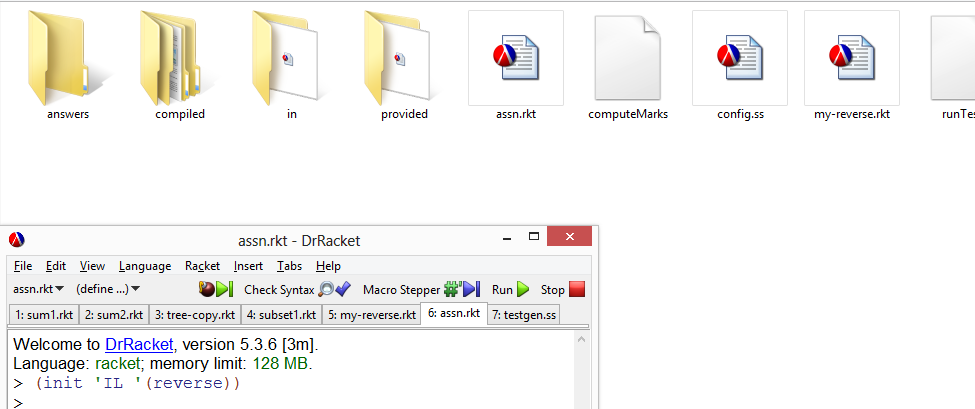 answers compiled in provided assn.rkt computeMarks config.ss my-reverse.rkt runTes
assn.rkt - DrRacket
File Edit View Language Racket Insert Tabs Help
assn.rkt (define ...) Check Syntax Macro Stepper #' Run Stop
1: sum1.rkt 2: sum2.rkt 3: tree-copy.rkt 4: subset1.rkt 5: my-reverse.rkt 6: assn.rkt 7: testgen.ss
Welcome to DrRacket, version 5.3.6 [3m].
Language: racket; memory limit: 128 MB.
> (init 'IL '(reverse))
>